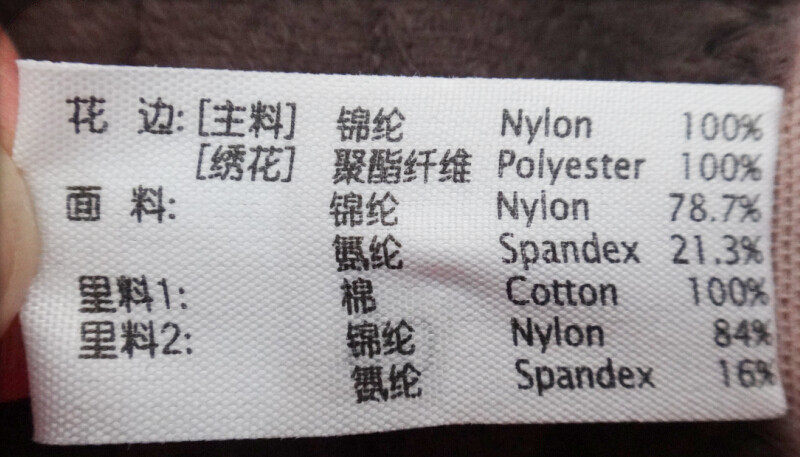 花 边: [主料] 锦纶 Nylon 100%
[绣花] 聚酯纤维 Polyester 100%
面 料: 锦纶 Nylon 78.7%
氨纶 Spandex 21.3%
里料1: 棉 Cotton 100%
里料2: 锦纶 Nylon 84%
氨纶 Spandex 16%